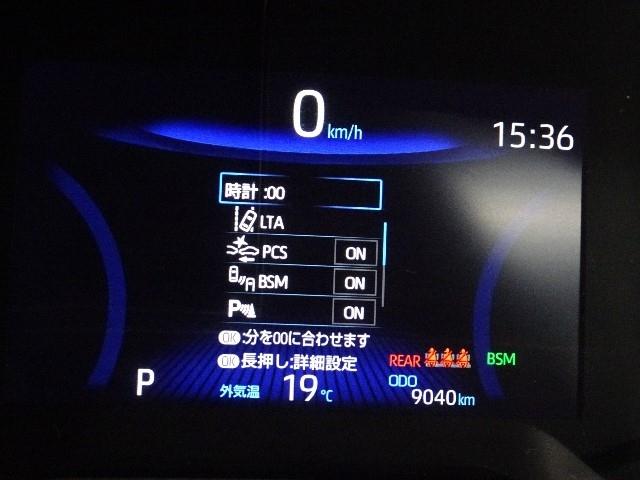 0 km/h
15:36
時計 :00
LTA
PCS ON
BSM ON
P ON
OK :分を00に合わせます
OK 長押し:詳細設定
REAR BSM
P 外気温 19 ℃
ODO
9040 km